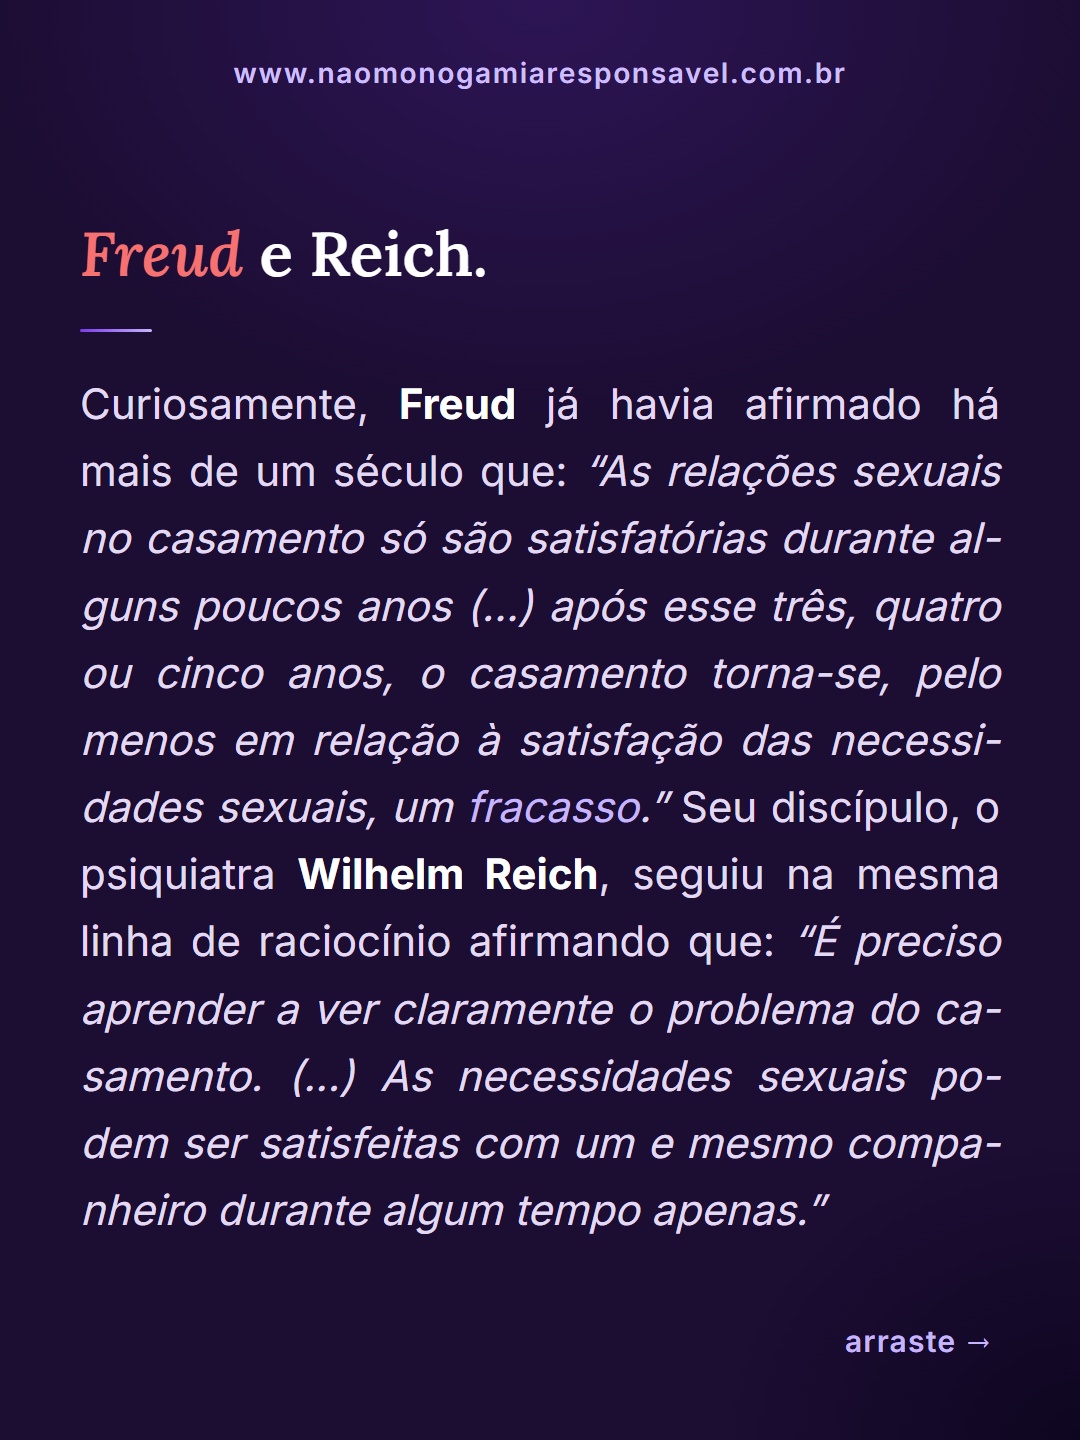 www.naomonogamiaresponsavel.com.br
Freud e Reich.
Curiosamente, Freud já havia afirmado há
mais de um século que: “As relações sexuais
no casamento só são satisfatórias durante al-
guns poucos anos (...) após esse três, quatro
ou cinco anos, o casamento torna-se, pelo
menos em relação à satisfação das necessi-
dades sexuais, um fracasso.” Seu discípulo, o
psiquiatra Wilhelm Reich, seguiu na mesma
linha de raciocínio afirmando que: “É preciso
aprender a ver claramente o problema do ca-
samento. (...) As necessidades sexuais po-
dem ser satisfeitas com um e mesmo compa-
nheiro durante algum tempo apenas.”
arraste →